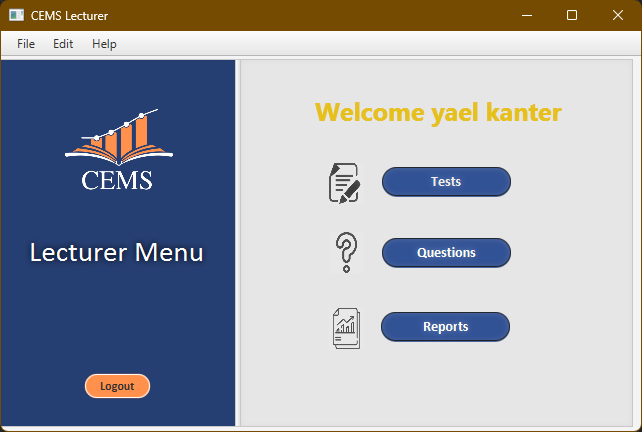 CEMS Lecturer
File Edit Help
CEMS
Lecturer Menu
Logout
Welcome yael kanter
Tests
Questions
Reports